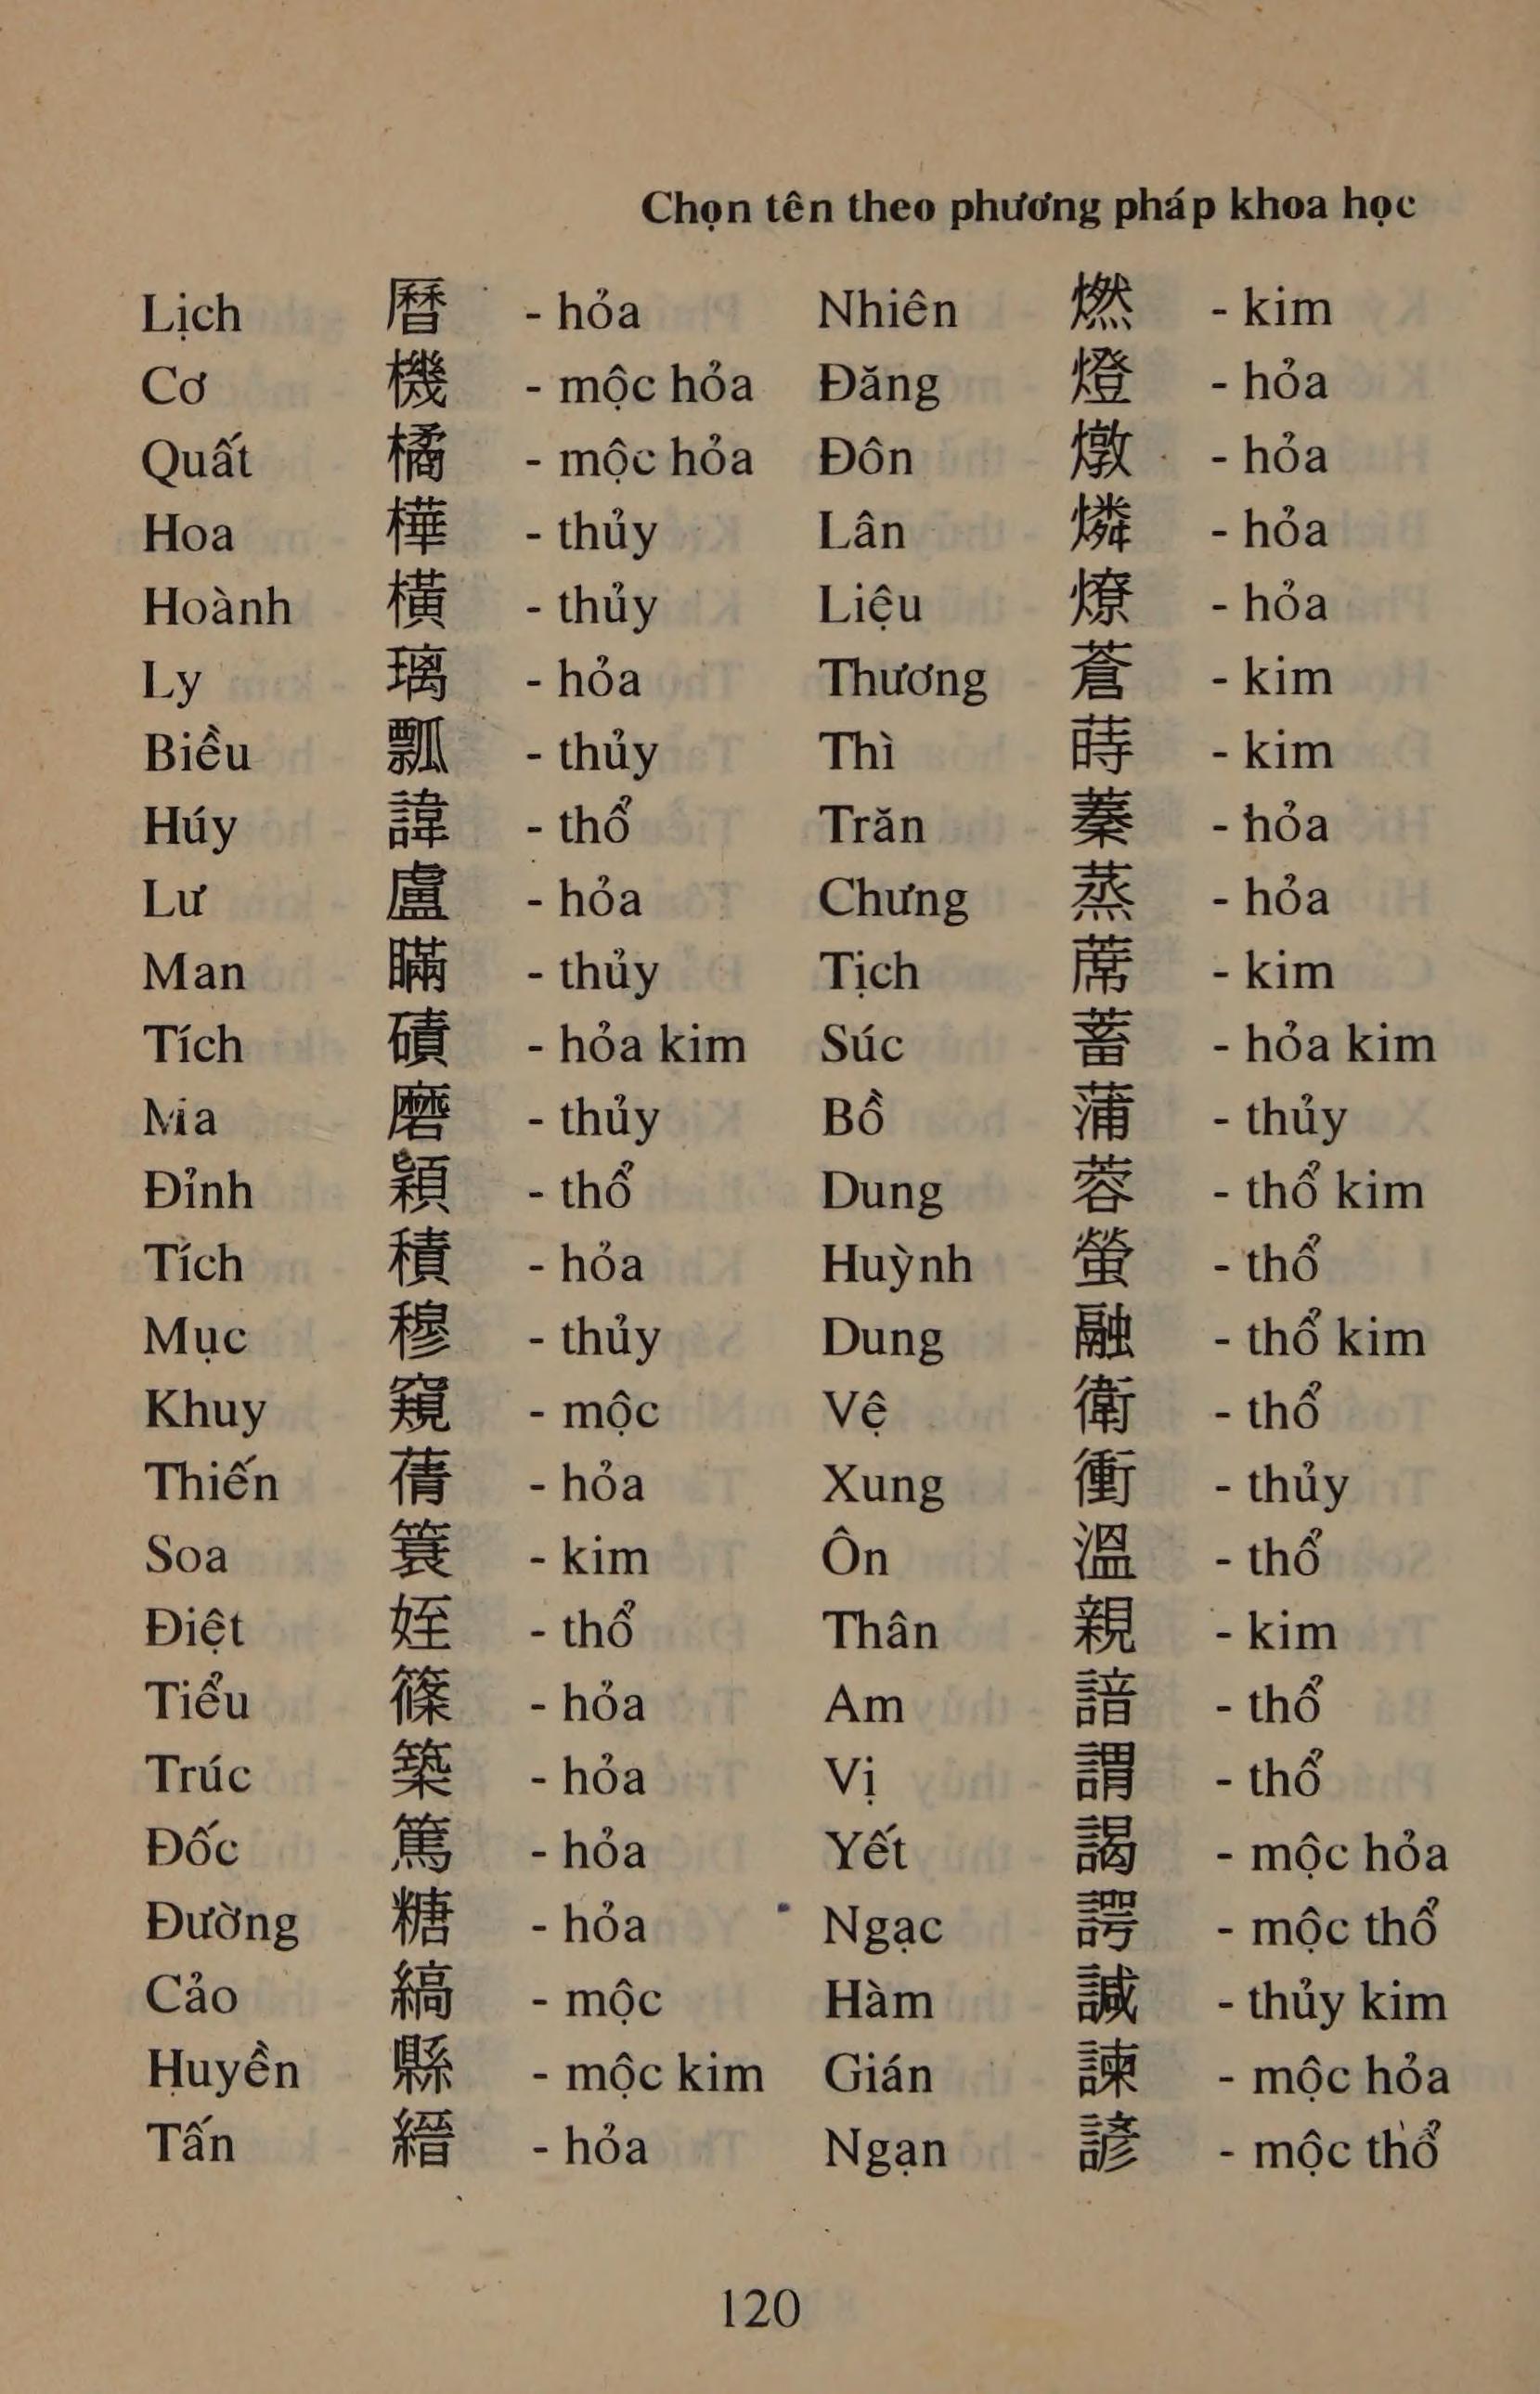 Chọn tên theo phương pháp khoa học
Lịch 曆 - hỏa Nhiên 燃 - kim
Cơ 機 - mộc hỏa Đăng 燈 - hỏa
Quất 橘 - mộc hỏa Đôn 燉 - hỏa
Hoa 樺 - thủy Lân 燐 - hỏa
Hoành 橫 - thủy Liệu 燎 - hỏa
Ly 璃 - hỏa Thương 蒼 - kim
Biều 瓢 - thủy Thì 蒔 - kim
Húy 諱 - thổ Trăn 蓁 - hỏa
Lư 盧 - hỏa Chưng 蒸 - hỏa
Man 瞞 - thủy Tịch 蓆 - kim
Tích 磧 - hỏa kim Súc 蓄 - hỏa kim
Ma 磨 - thủy Bồ 蒲 - thủy
Đỉnh 穎 - thổ Dung 蓉 - thổ kim
Tích 積 - hỏa Huỳnh 螢 - thổ
Mục 穆 - thủy Dung 融 - thổ kim
Khuy 窺 - mộc Vệ 衛 - thổ
Thiến 蒨 - hỏa Xung 衝 - thủy
Soa 簑 - kim Ôn 溫 - thổ
Điệt 姪 - thổ Thân 親 - kim
Tiểu 篠 - hỏa Am 諳 - thổ
Trúc 築 - hỏa Vị 謂 - thổ
Đốc 篤 - hỏa Yết 謁 - mộc hỏa
Đường 糖 - hỏa Ngạc 諤 - mộc thổ
Cảo 縞 - mộc Hàm 諴 - thủy kim
Huyền 縣 - mộc kim Gián 諫 - mộc hỏa
Tấn 縉 - hỏa Ngạn 諺 - mộc thổ
120